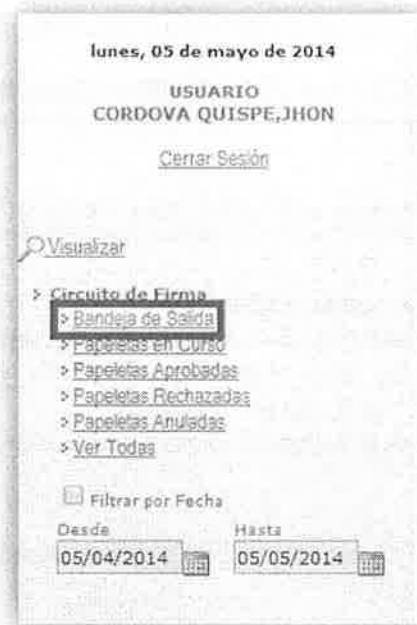 lunes, 05 de mayo de 2014
USUARIO
CORDOVA QUISPE,JHON
Cerrar Sesión
Visualizar
> Circuito de Firma
> Bandeja de Salida
> Papeletas en Curso
> Papeletas Aprobadas
> Papeletas Rechazadas
> Papeletas Anuladas
> Ver Todas
Filtrar por Fecha
Desde Hasta
05/04/2014 05/05/2014